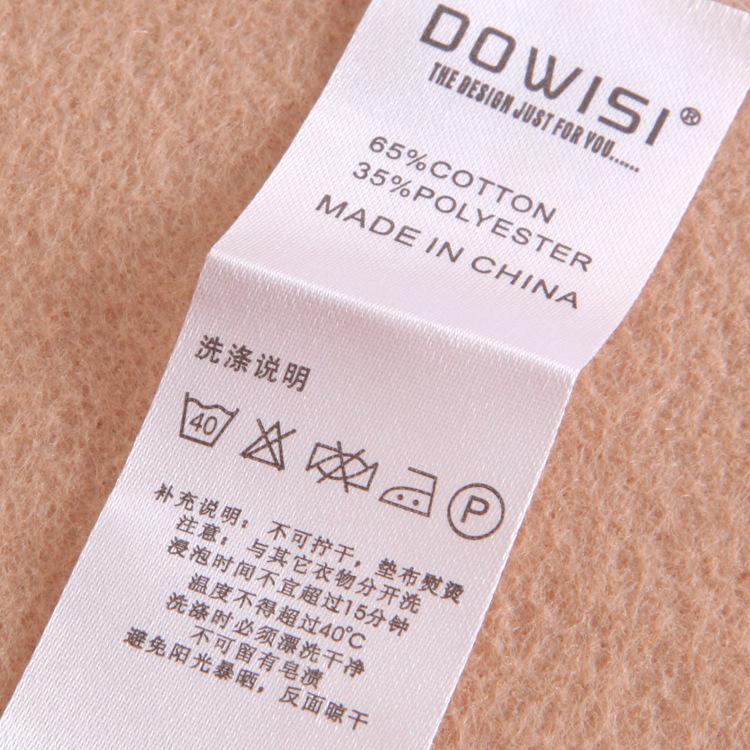 DOWISI®
THE DESIGN JUST FOR YOU......
65%COTTON
35%POLYESTER
MADE IN CHINA
洗涤说明
40
P
补充说明：不可拧干，垫布熨烫
注意：与其它衣物分开洗
浸泡时间不宜超过15分钟
温度不得超过40℃
洗涤时必须漂洗干净
不可留有皂渍
避免阳光暴晒，反面晾干